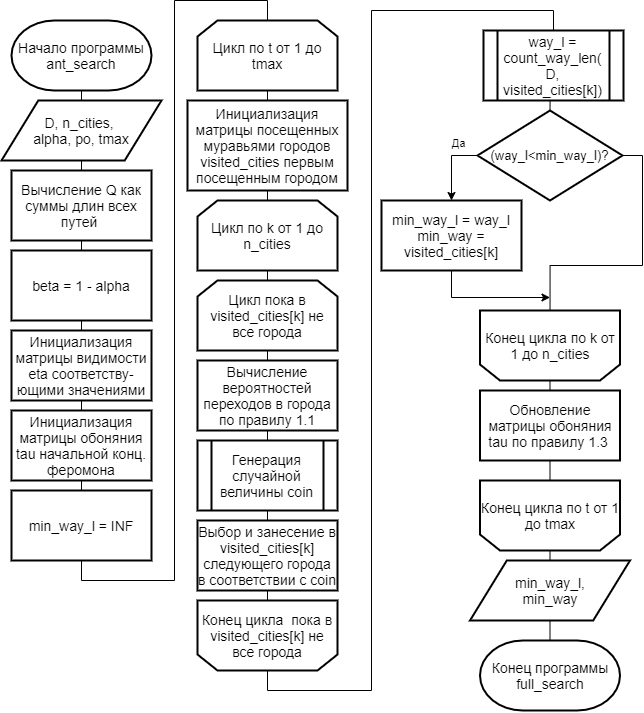 Начало программы
ant_search
D, n_cities,
alpha, po, tmax
Вычисление Q как
суммы длин всех
путей
beta = 1 - alpha
Инициализация
матрицы видимости
eta соответству-
ющими значениями
Инициализация
матрицы обоняния
tau начальной конц.
феромона
min_way_l = INF
Цикл по t от 1 до
tmax
Инициализация
матрицы посещенных
муравьями городов
visited_cities первым
посещенным городом
Цикл по k от 1 до
n_cities
Цикл пока в
visited_cities[k] не
все города
Вычисление
вероятностей
переходов в города
по правилу 1.1
Генерация
случайной
величины coin
Выбор и занесение в
visited_cities[k]
следующего города
в соответствии с coin
Конец цикла  пока в
visited_cities[k] не
все города
way_l =
count_way_len(
D,
visited_cities[k])
Да
(way_l<min_way_l)?
min_way_l = way_l
min_way =
visited_cities[k]
Конец цикла по k от
1 до n_cities
Обновление
матрицы обоняния
tau по правилу 1.3
Конец цикла по t от 1
до tmax
min_way_l,
min_way
Конец программы
full_search